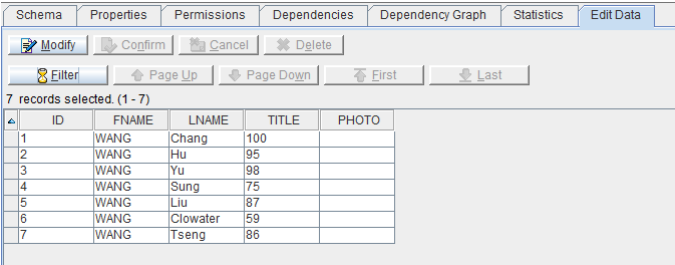 Schema Properties Permissions Dependencies Dependency Graph Statistics Edit Data
Modify Confirm Cancel Delete
Filter Page Up Page Down First Last
7 records selected. (1 - 7)
ID FNAME LNAME TITLE PHOTO
1 WANG Chang 100
2 WANG Hu 95
3 WANG Yu 98
4 WANG Sung 75
5 WANG Liu 87
6 WANG Clowater 59
7 WANG Tseng 86